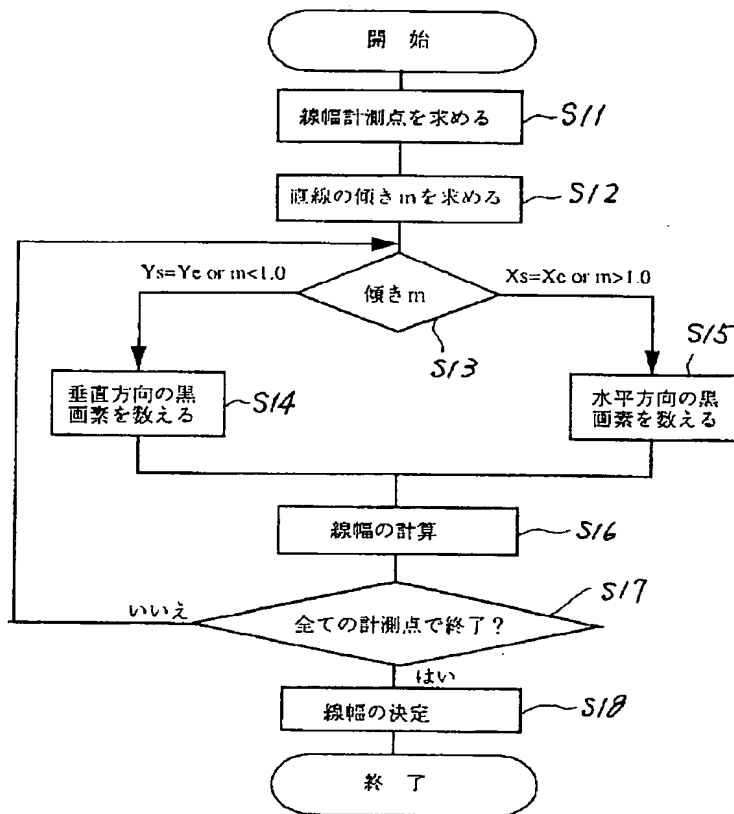 開 始
線幅計測点を求める
S11
直線の傾きmを求める
S12
Ys=Ye or m<1.0
Xs=Xe or m>1.0
傾きm
S13
垂直方向の黒
画素を数える
S14
水平方向の黒
画素を数える
S15
線幅の計算
S16
全ての計測点で終了?
S17
いいえ
はい
線幅の決定
S18
終 了